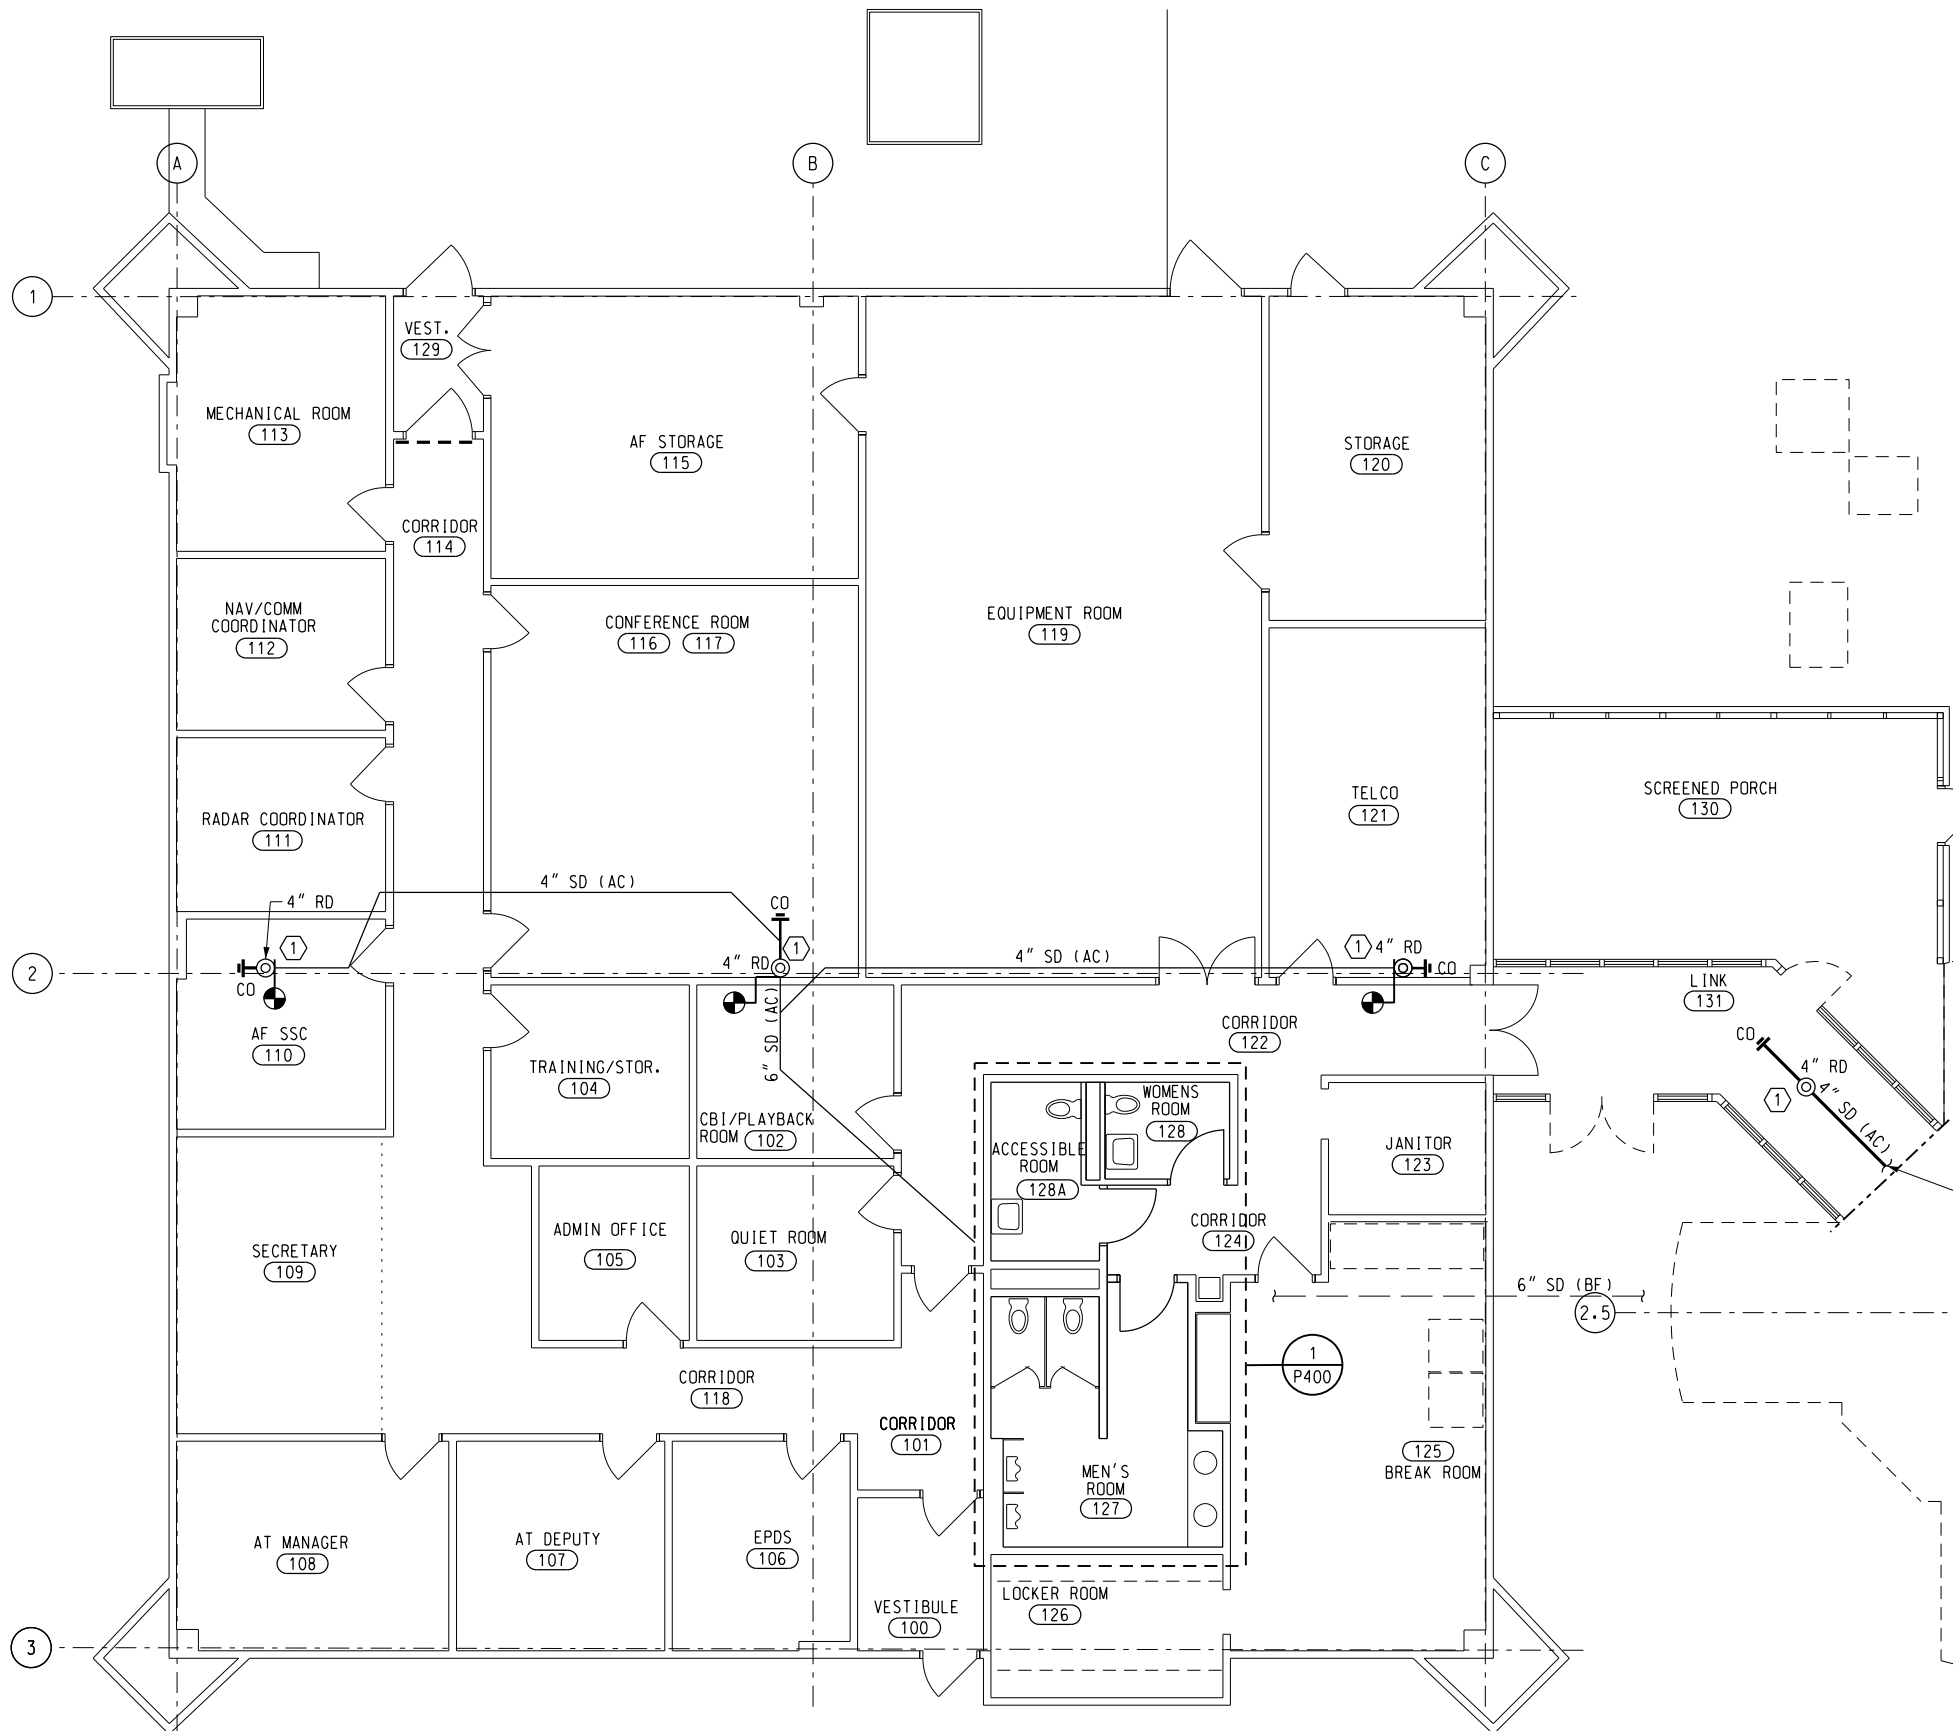 A
B
C
1
VEST.
129
MECHANICAL ROOM
113
AF STORAGE
115
STORAGE
120
CORRIDOR
114
NAV/COMM
COORDINATOR
112
CONFERENCE ROOM
116 117
EQUIPMENT ROOM
119
TELCO
121
SCREENED PORCH
130
RADAR COORDINATOR
111
4" SD (AC)
4" RD
CO
1
CO
1
4" RD
4" SD (AC)
1
4" RD
CO
2
6" SD (AC)
LINK
131
AF SSC
110
CORRIDOR
122
CO
4" RD
1
4" SD (AC)
TRAINING/STOR.
104
CBI/PLAYBACK
ROOM 102
WOMENS
ROOM
128
ACCESSIBLE
ROOM
128A
JANITOR
123
SECRETARY
109
ADMIN OFFICE
105
QUIET ROOM
103
CORRIDOR
124
6" SD (BF)
2.5
1
P400
CORRIDOR
118
CORRIDOR
101
125
BREAK ROOM
MEN'S
ROOM
127
AT MANAGER
108
AT DEPUTY
107
EPDS
106
VESTIBULE
100
LOCKER ROOM
126
3